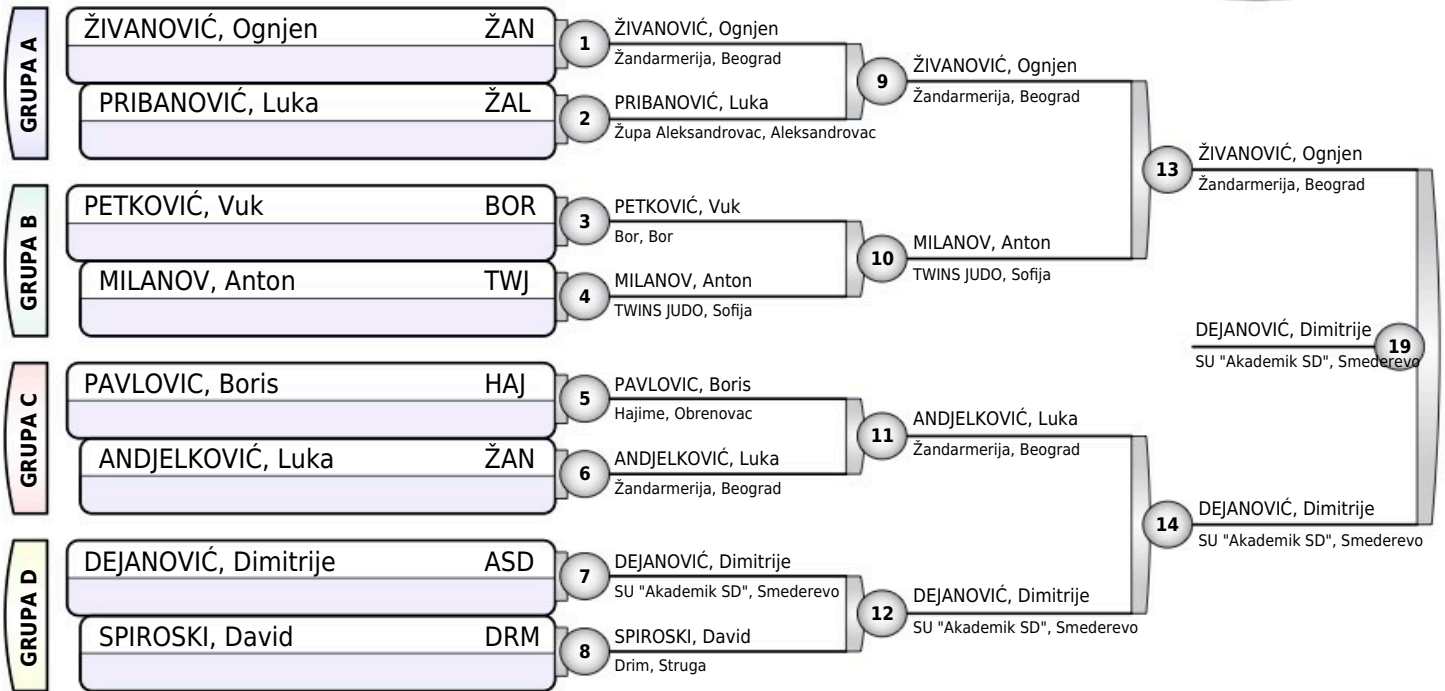 GRUPA A
ŽIVANOVIĆ, Ognjen ŽAN
PRIBANOVIĆ, Luka ŽAL
GRUPA B
PETKOVIĆ, Vuk BOR
MILANOV, Anton TWJ
GRUPA C
PAVLOVIC, Boris HAJ
ANDJELKOVIĆ, Luka ŽAN
GRUPA D
DEJANOVIĆ, Dimitrije ASD
SPIROSKI, David DRM
1
ŽIVANOVIĆ, Ognjen
Žandarmerija, Beograd
2
PRIBANOVIĆ, Luka
Župa Aleksandrovac, Aleksandrovac
3
PETKOVIĆ, Vuk
Bor, Bor
4
MILANOV, Anton
TWINS JUDO, Sofija
5
PAVLOVIC, Boris
Hajime, Obrenovac
6
ANDJELKOVIĆ, Luka
Žandarmerija, Beograd
7
DEJANOVIĆ, Dimitrije
SU "Akademik SD", Smederevo
8
SPIROSKI, David
Drim, Struga
9
ŽIVANOVIĆ, Ognjen
Žandarmerija, Beograd
10
MILANOV, Anton
TWINS JUDO, Sofija
11
ANDJELKOVIĆ, Luka
Žandarmerija, Beograd
12
DEJANOVIĆ, Dimitrije
SU "Akademik SD", Smederevo
13
ŽIVANOVIĆ, Ognjen
Žandarmerija, Beograd
14
DEJANOVIĆ, Dimitrije
SU "Akademik SD", Smederevo
DEJANOVIĆ, Dimitrije
19
SU "Akademik SD", Smederevo